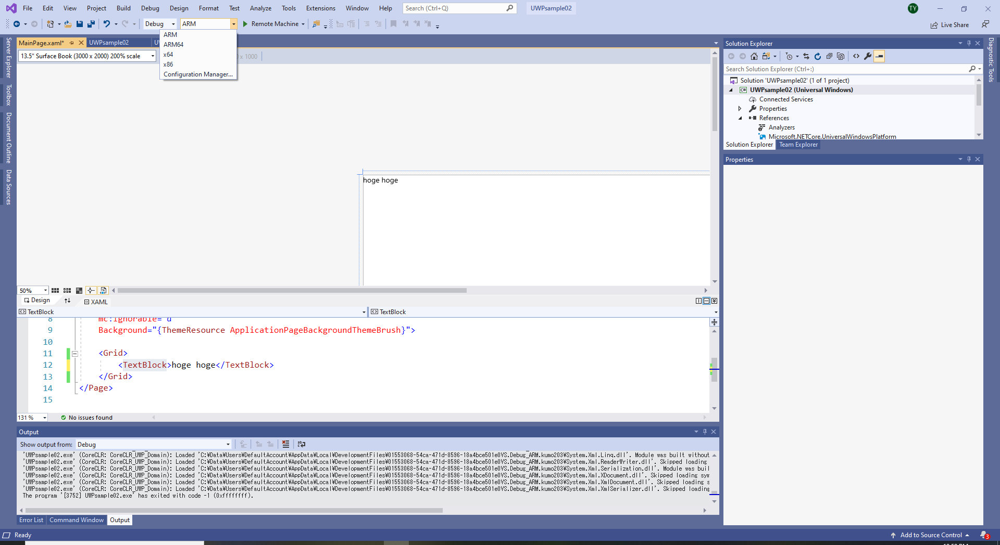 File Edit View Project Build Debug Design Format Test Analyze Tools Extensions Window Help Search (Ctrl+Q) UWPsample02 TY
Debug ARM Remote Machine Live Share
ARM
ARM64
x64
x86
Configuration Manager...
Server Explorer
Toolbox
Document Outline
Data Sources
MainPage.xaml* UWPsample02
13.5" Surface Book (3000 x 2000) 200% scale x 1000
hoge hoge
50%
Design XAML
TextBlock TextBlock
8 mc:Ignorable="d"
9 Background="{ThemeResource ApplicationPageBackgroundThemeBrush}">
10
11 <Grid>
12 <TextBlock>hoge hoge</TextBlock>
13 </Grid>
14 </Page>
15
131 % No issues found
Output
Show output from: Debug
'UWPsample02.exe' (CoreCLR: CoreCLR_UWP_Domain): Loaded 'C:¥Data¥Users¥DefaultAccount¥AppData¥Local¥DevelopmentFiles¥01553068-54ca-471d-8596-18a4bce501e0VS.Debug_ARM.kumo203¥System.Xml.Linq.dll'. Module was built without
'UWPsample02.exe' (CoreCLR: CoreCLR_UWP_Domain): Loaded 'C:¥Data¥Users¥DefaultAccount¥AppData¥Local¥DevelopmentFiles¥01553068-54ca-471d-8596-18a4bce501e0VS.Debug_ARM.kumo203¥System.Xml.ReaderWriter.dll'. Skipped loading
'UWPsample02.exe' (CoreCLR: CoreCLR_UWP_Domain): Loaded 'C:¥Data¥Users¥DefaultAccount¥AppData¥Local¥DevelopmentFiles¥01553068-54ca-471d-8596-18a4bce501e0VS.Debug_ARM.kumo203¥System.Xml.Serialization.dll'. Module was buil
'UWPsample02.exe' (CoreCLR: CoreCLR_UWP_Domain): Loaded 'C:¥Data¥Users¥DefaultAccount¥AppData¥Local¥DevelopmentFiles¥01553068-54ca-471d-8596-18a4bce501e0VS.Debug_ARM.kumo203¥System.Xml.XDocument.dll'. Skipped loading sym
'UWPsample02.exe' (CoreCLR: CoreCLR_UWP_Domain): Loaded 'C:¥Data¥Users¥DefaultAccount¥AppData¥Local¥DevelopmentFiles¥01553068-54ca-471d-8596-18a4bce501e0VS.Debug_ARM.kumo203¥System.Xml.XmlDocument.dll'. Skipped loading s
'UWPsample02.exe' (CoreCLR: CoreCLR_UWP_Domain): Loaded 'C:¥Data¥Users¥DefaultAccount¥AppData¥Local¥DevelopmentFiles¥01553068-54ca-471d-8596-18a4bce501e0VS.Debug_ARM.kumo203¥System.Xml.XmlSerializer.dll'. Skipped loading
The program '[3752] UWPsample02.exe' has exited with code -1 (0xffffffff).
Error List Command Window Output
Solution Explorer
Search Solution Explorer (Ctrl+:)
Solution 'UWPsample02' (1 of 1 project)
C# UWPsample02 (Universal Windows)
Connected Services
Properties
References
Analyzers
Microsoft.NETCore.UniversalWindowsPlatform
Solution Explorer Team Explorer
Properties
Diagnostic Tools
Ready Add to Source Control 3